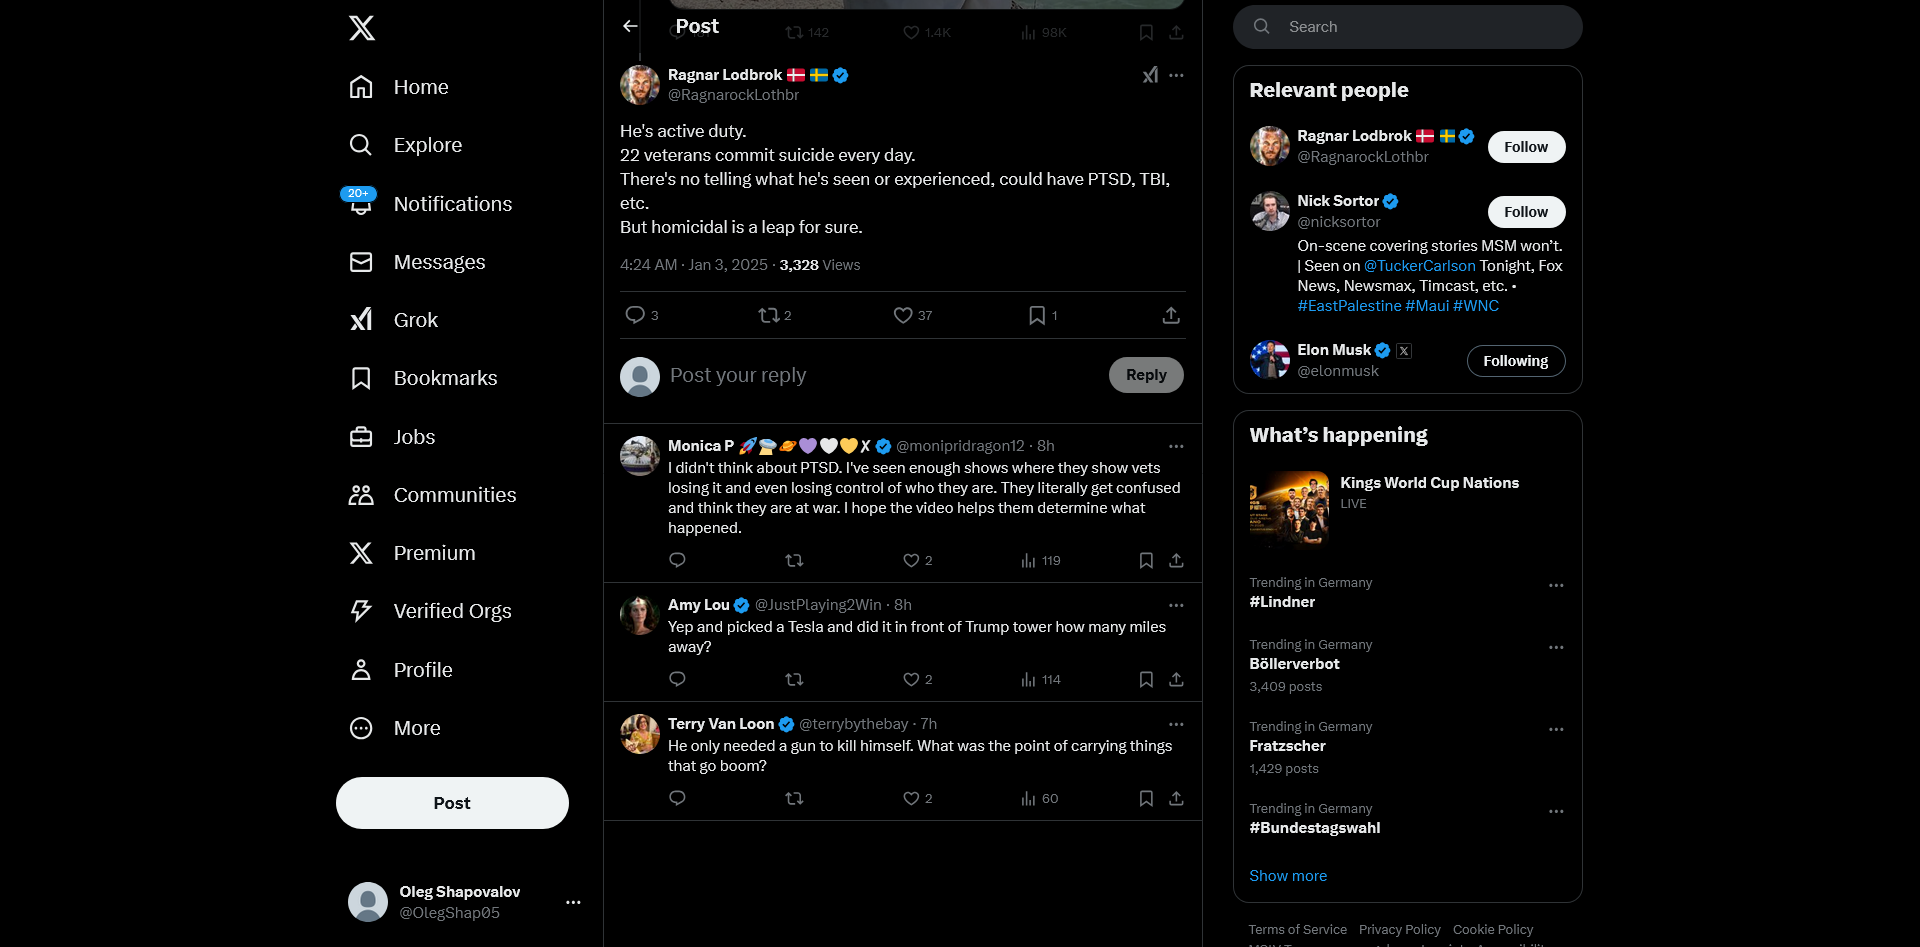 Home
Explore
20+
Notifications
Messages
Grok
Bookmarks
Jobs
Communities
Premium
Verified Orgs
Profile
More
Post
Oleg Shapovalov
@OlegShap05
Post
142
1.4K
98K
Ragnar Lodbrok
@RagnarockLothbr
He's active duty.
22 veterans commit suicide every day.
There's no telling what he's seen or experienced, could have PTSD, TBI,
etc.
But homicidal is a leap for sure.
4:24 AM · Jan 3, 2025 · 3,328 Views
3
2
37
1
Post your reply
Reply
Monica P 🚀🔭🪐💜🤍💛X @monipridragon12 · 8h
I didn't think about PTSD. I've seen enough shows where they show vets
losing it and even losing control of who they are. They literally get confused
and think they are at war. I hope the video helps them determine what
happened.
2
119
Amy Lou @JustPlaying2Win · 8h
Yep and picked a Tesla and did it in front of Trump tower how many miles
away?
2
114
Terry Van Loon @terrybythebay · 7h
He only needed a gun to kill himself. What was the point of carrying things
that go boom?
2
60
Search
Relevant people
Ragnar Lodbrok
@RagnarockLothbr
Follow
Nick Sortor
@nicksortor
Follow
On-scene covering stories MSM won't.
| Seen on @TuckerCarlson Tonight, Fox
News, Newsmax, Timcast, etc. •
#EastPalestine #Maui #WNC
Elon Musk
@elonmusk
Following
What's happening
Kings World Cup Nations
LIVE
Trending in Germany
#Lindner
Trending in Germany
Böllerverbot
3,409 posts
Trending in Germany
Fratzscher
1,429 posts
Trending in Germany
#Bundestagswahl
Show more
Terms of Service Privacy Policy Cookie Policy